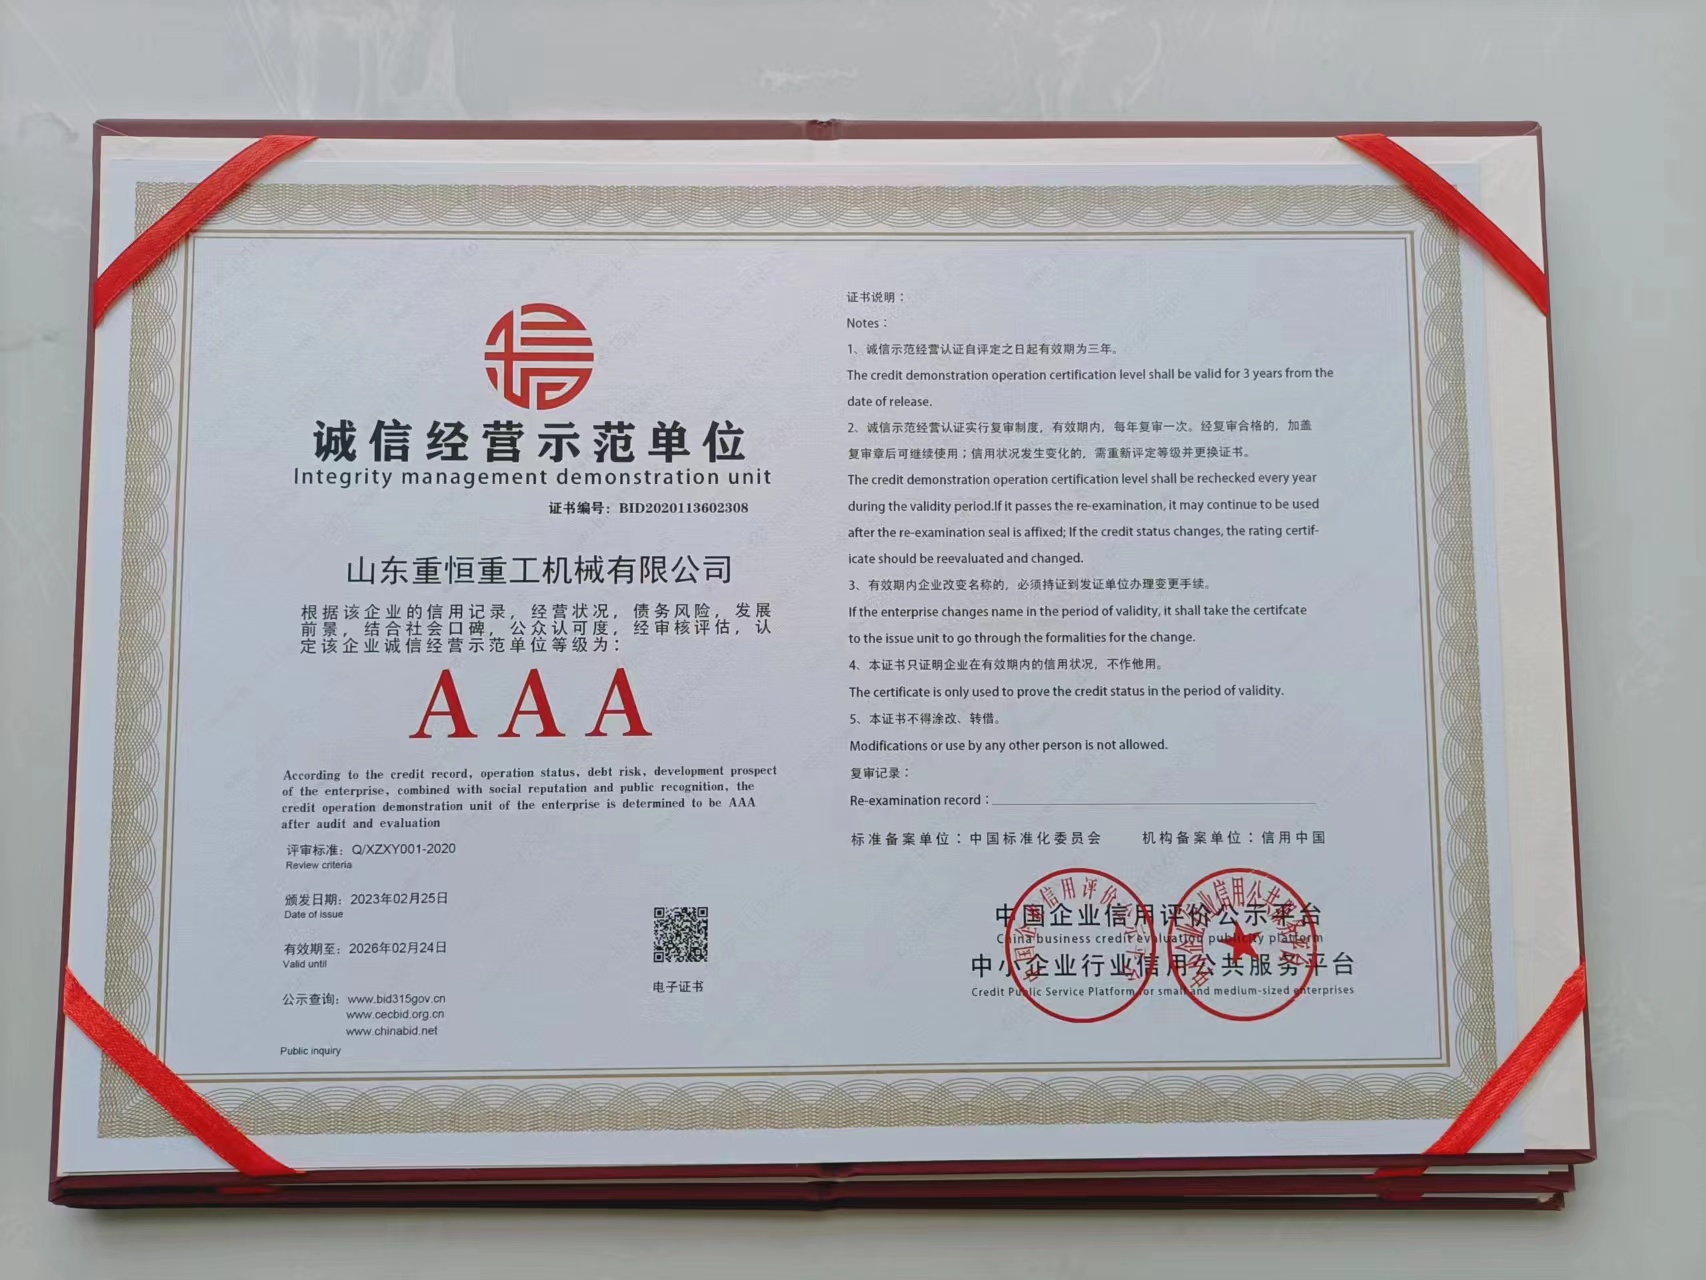 诚信经营示范单位
Integrity management demonstration unit
证书编号：BID2020113602308
山东重恒重工机械有限公司
根据该企业的信用记录，经营状况，债务风险，发展
前景，结合社会口碑，公众认可度，经审核评估，认
定该企业诚信经营示范单位等级为：
AAA
According to the credit record, operation status, debt risk, development prospect
of the enterprise, combined with social reputation and public recognition, the
credit operation demonstration unit of the enterprise is determined to be AAA
after audit and evaluation
评审标准：Q/XZXY001-2020
Review criteria
颁发日期：2023年02月25日
Date of issue
有效期至：2026年02月24日
Valid until
公示查询：www.bid315gov.cn
www.cecbid.org.cn
www.chinabid.net
Public inquiry
电子证书
证书说明：
Notes：
1、诚信示范经营认证自评定之日起有效期为三年。
The credit demonstration operation certification level shall be valid for 3 years from the
date of release.
2、诚信示范经营认证实行复审制度，有效期内，每年复审一次。经复审合格的，加盖
复审章后可继续使用；信用状况发生变化的，需重新评定等级并更换证书。
The credit demonstration operation certification level shall be rechecked every year
during the validity period.If it passes the re-examination, it may continue to be used
after the re-examination seal is affixed; If the credit status changes, the rating certif-
icate should be reevaluated and changed.
3、有效期内企业改变名称的，必须持证到发证单位办理变更手续。
If the enterprise changes name in the period of validity, it shall take the certifcate
to the issue unit to go through the formalities for the change.
4、本证书只证明企业在有效期内的信用状况，不作他用。
The certificate is only used to prove the credit status in the period of validity.
5、本证书不得涂改、转借。
Modifications or use by any other person is not allowed.
复审记录：
Re-examination record：
标准备案单位：中国标准化委员会 机构备案单位：信用中国
中国企业信用评价公示平台
China business credit evaluation publicity platform
中小企业行业信用公共服务平台
Credit Public Service Platform for small and medium-sized enterprises